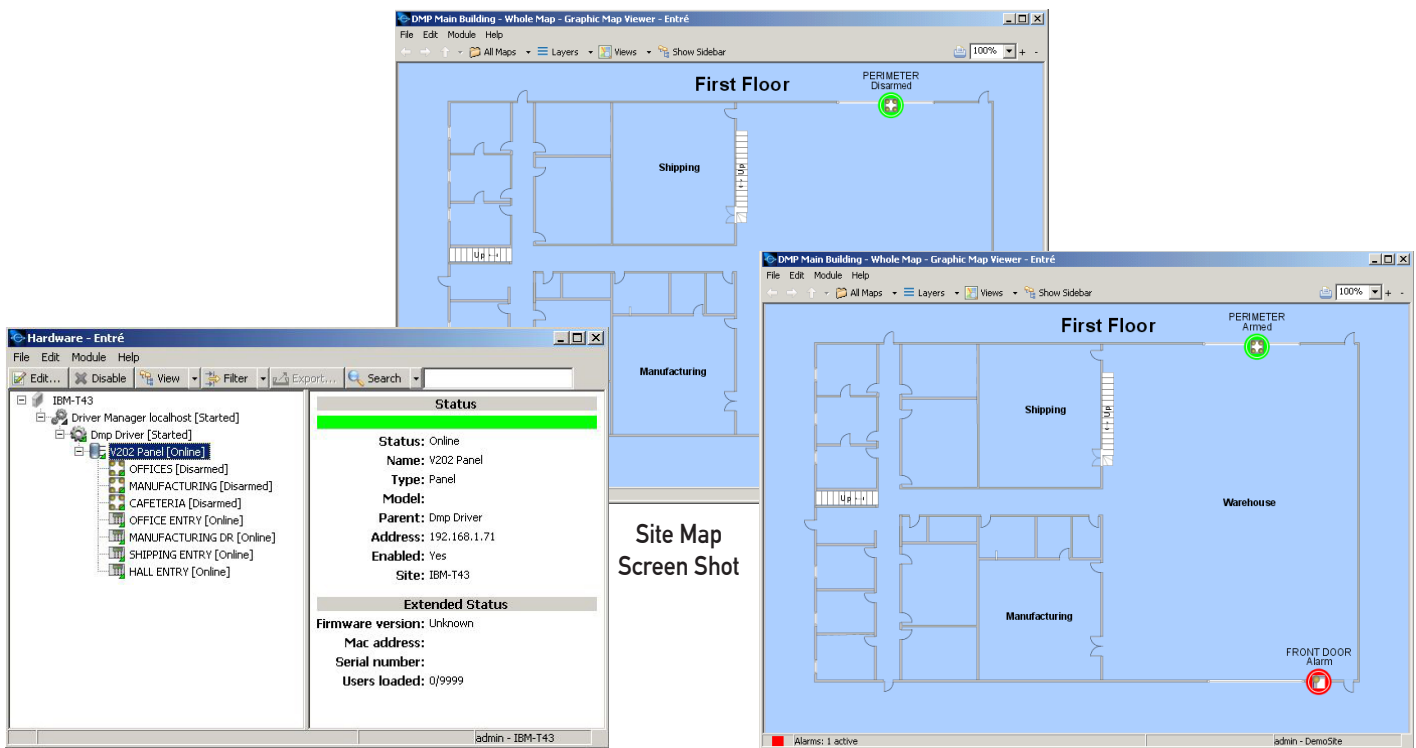 DMP Main Building - Whole Map - Graphic Map Viewer - Entré
File Edit Module Help
All Maps Layers Views Show Sidebar 100% + -
First Floor
PERIMETER
Disarmed
Shipping
Up
Up
Manufacturing
DMP Main Building - Whole Map - Graphic Map Viewer - Entré
File Edit Module Help
All Maps Layers Views Show Sidebar 100% + -
First Floor
PERIMETER
Armed
Shipping
Up
Up
Warehouse
Manufacturing
FRONT DOOR
Alarm
Alarms: 1 active admin - DemoSite
Hardware - Entré
File Edit Module Help
Edit... Disable View Filter Export... Search
IBM-T43
Driver Manager localhost [Started]
Dmp Driver [Started]
V202 Panel [Online]
OFFICES [Disarmed]
MANUFACTURING [Disarmed]
CAFETERIA [Disarmed]
OFFICE ENTRY [Online]
MANUFACTURING DR [Online]
SHIPPING ENTRY [Online]
HALL ENTRY [Online]
Status
Status: Online
Name: V202 Panel
Type: Panel
Model:
Parent: Dmp Driver
Address: 192.168.1.71
Enabled: Yes
Site: IBM-T43
Extended Status
Firmware version: Unknown
Mac address:
Serial number:
Users loaded: 0/9999
admin - IBM-T43
Site Map
Screen Shot